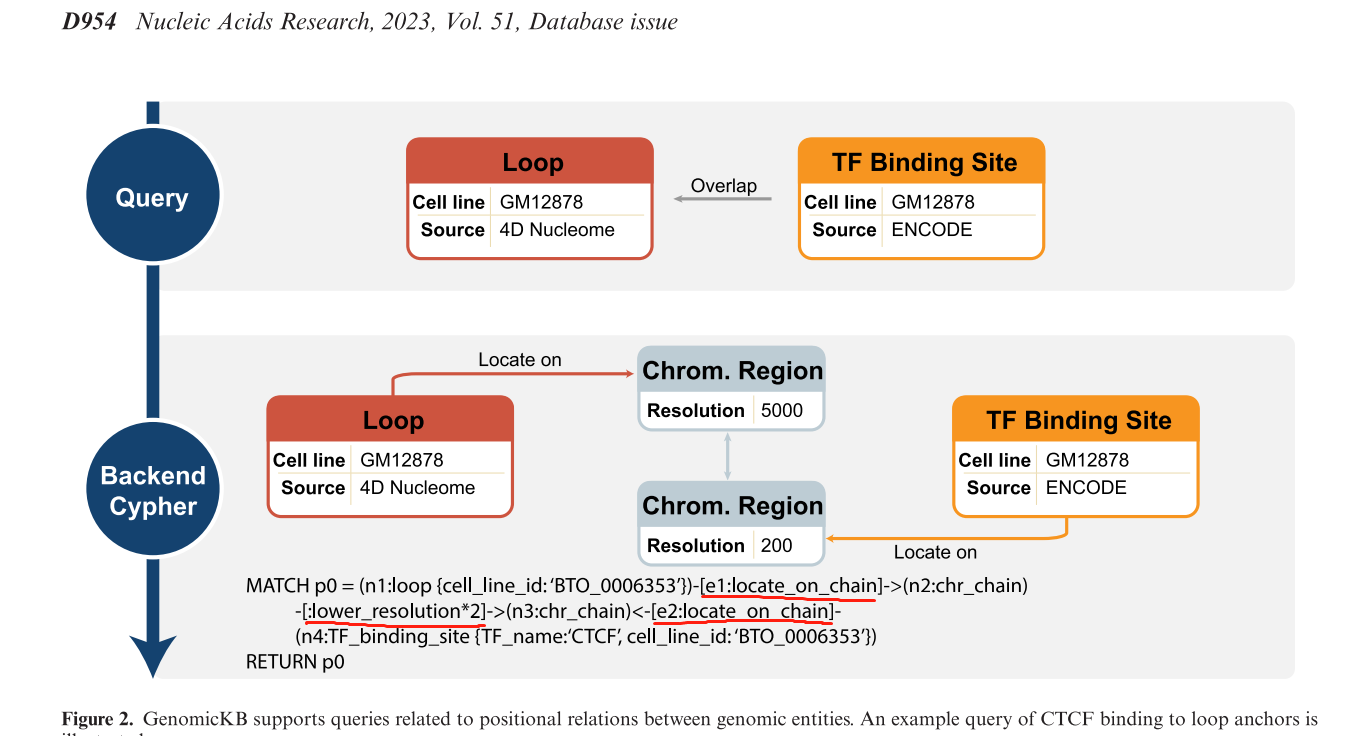 D954 Nucleic Acids Research, 2023, Vol. 51, Database issue
Query
Loop
Cell line GM12878
Source 4D Nucleome
Overlap
TF Binding Site
Cell line GM12878
Source ENCODE
Backend
Cypher
Locate on
Chrom. Region
Resolution 5000
Loop
Cell line GM12878
Source 4D Nucleome
TF Binding Site
Cell line GM12878
Source ENCODE
Chrom. Region
Resolution 200
Locate on
MATCH p0 = (n1:loop {cell_line_id: ‘BTO_0006353’})-[e1:locate_on_chain]->(n2:chr_chain)
-[:lower_resolution*2]->(n3:chr_chain)<-[e2:locate_on_chain]-
(n4:TF_binding_site {TF_name:‘CTCF’, cell_line_id: ‘BTO_0006353’})
RETURN p0
Figure 2. GenomicKB supports queries related to positional relations between genomic entities. An example query of CTCF binding to loop anchors is